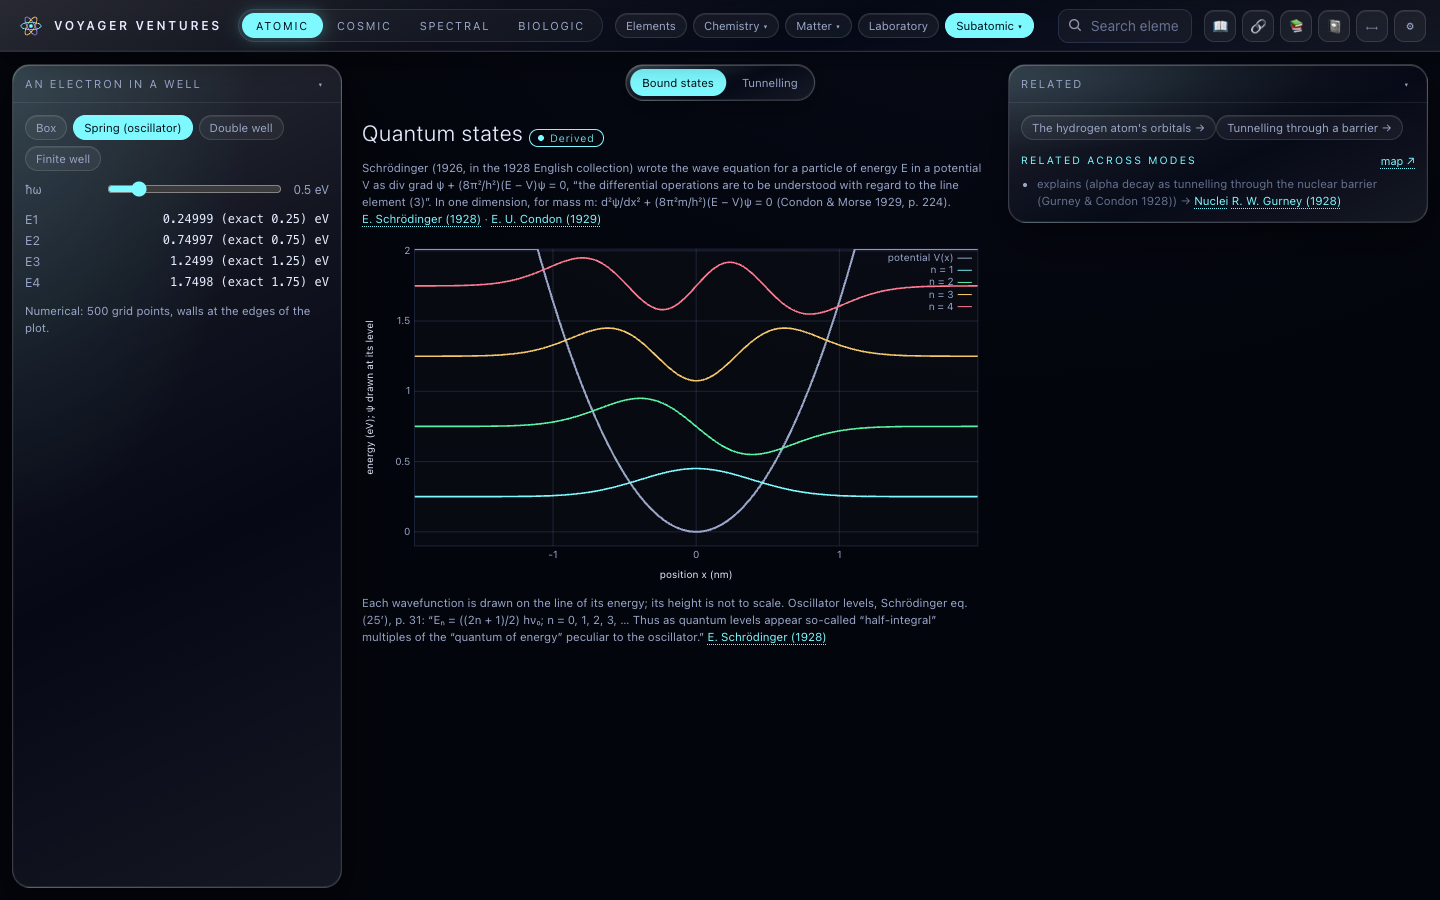 VOYAGER VENTURES
ATOMIC COSMIC SPECTRAL BIOLOGIC
Elements Chemistry ▾ Matter ▾ Laboratory Subatomic ▾
Search eleme
AN ELECTRON IN A WELL ▾
Box Spring (oscillator) Double well
Finite well
ħω 0.5 eV
E1 0.24999 (exact 0.25) eV
E2 0.74997 (exact 0.75) eV
E3 1.2499 (exact 1.25) eV
E4 1.7498 (exact 1.75) eV
Numerical: 500 grid points, walls at the edges of the
plot.
Bound states Tunnelling
Quantum states Derived
Schrödinger (1926, in the 1928 English collection) wrote the wave equation for a particle of energy E in a potential
V as div grad ψ + (8π²/h²)(E − V)ψ = 0, “the differential operations are to be understood with regard to the line
element (3)”. In one dimension, for mass m: d²ψ/dx² + (8π²m/h²)(E − V)ψ = 0 (Condon & Morse 1929, p. 224).
E. Schrödinger (1928) · E. U. Condon (1929)
energy (eV); ψ drawn at its level
2
1.5
1
0.5
0
potential V(x)
n = 1
n = 2
n = 3
n = 4
-1 0 1
position x (nm)
Each wavefunction is drawn on the line of its energy; its height is not to scale. Oscillator levels, Schrödinger eq.
(25’), p. 31: “Eₙ = ((2n + 1)/2) hν₀; n = 0, 1, 2, 3, … Thus as quantum levels appear so-called “half-integral”
multiples of the “quantum of energy” peculiar to the oscillator.” E. Schrödinger (1928)
RELATED ▾
The hydrogen atom's orbitals → Tunnelling through a barrier →
RELATED ACROSS MODES map ↗
• explains (alpha decay as tunnelling through the nuclear barrier
(Gurney & Condon 1928)) → Nuclei R. W. Gurney (1928)